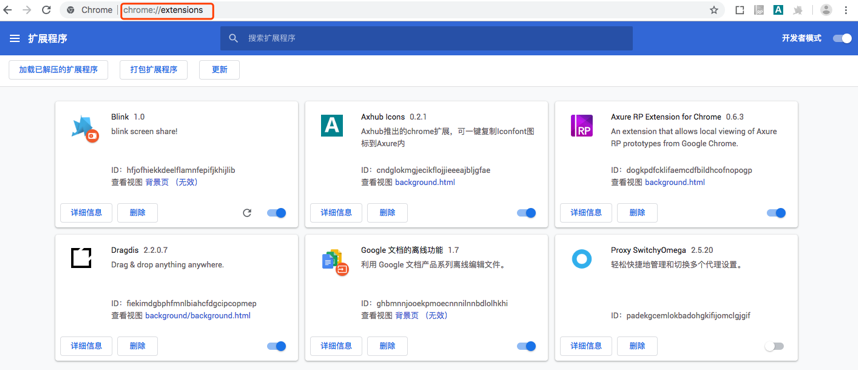 Chrome | chrome://extensions
扩展程序
搜索扩展程序
开发者模式
加载已解压的扩展程序
打包扩展程序
更新
Blink 1.0
blink screen share!
ID: hfjofhiekkdeelflamnfepifjkhijlib
查看视图 背景页 （无效）
详细信息
删除
A
Axhub Icons 0.2.1
Axhub推出的chrome扩展，可一键复制Iconfont图
标到Axure内
ID: cndglokmgjecikflojjieeeajbljgfae
查看视图 background.html
详细信息
删除
RP
Axure RP Extension for Chrome 0.6.3
An extension that allows local viewing of Axure
RP prototypes from Google Chrome.
ID: dogkpdfcklifaemcdfbildhcofnopogp
查看视图 background.html
详细信息
删除
Dragdis 2.2.0.7
Drag & drop anything anywhere.
ID: fiekimdgbphfmnlbiahcfdgcipcopmep
查看视图 background/background.html
详细信息
删除
Google 文档的离线功能 1.7
利用 Google 文档产品系列离线编辑文件。
ID: ghbmnnjooekpmoecnnnilnnbdlolhkhi
查看视图 背景页 （无效）
详细信息
删除
Proxy SwitchyOmega 2.5.20
轻松快捷地管理和切换多个代理设置。
ID: padekgcemlokbadohgkifijomclgjgif
详细信息
删除